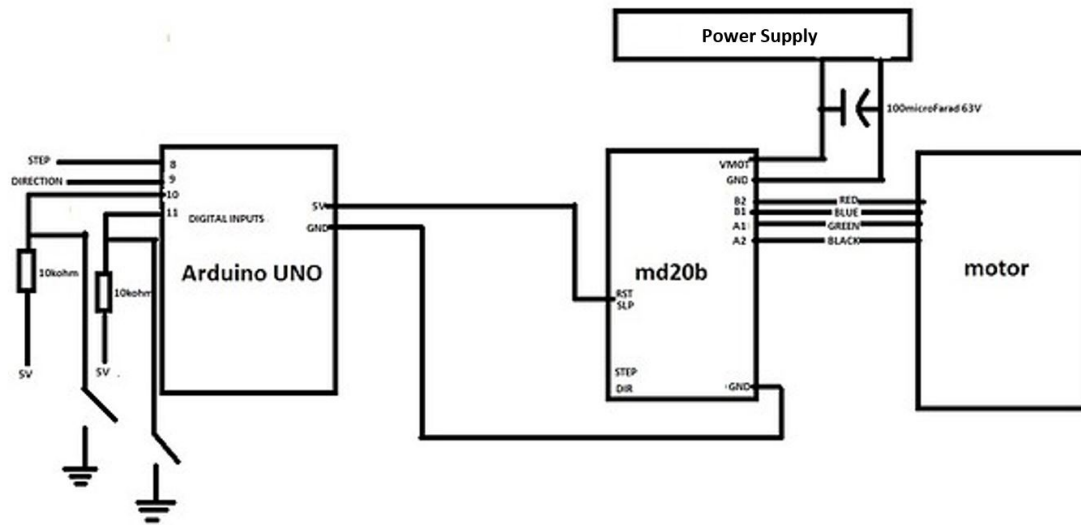 Power Supply
100microFarad 63V
STEP
8
VMOT
DIRECTION
9
GND
10
B2
RED
11
DIGITAL INPUTS
5V
B1
BLUE
GND
A1
GREEN
A2
BLACK
10kohm
10kohm
Arduino UNO
md20b
motor
RST
SLP
5V
5V
STEP
DIR
GND